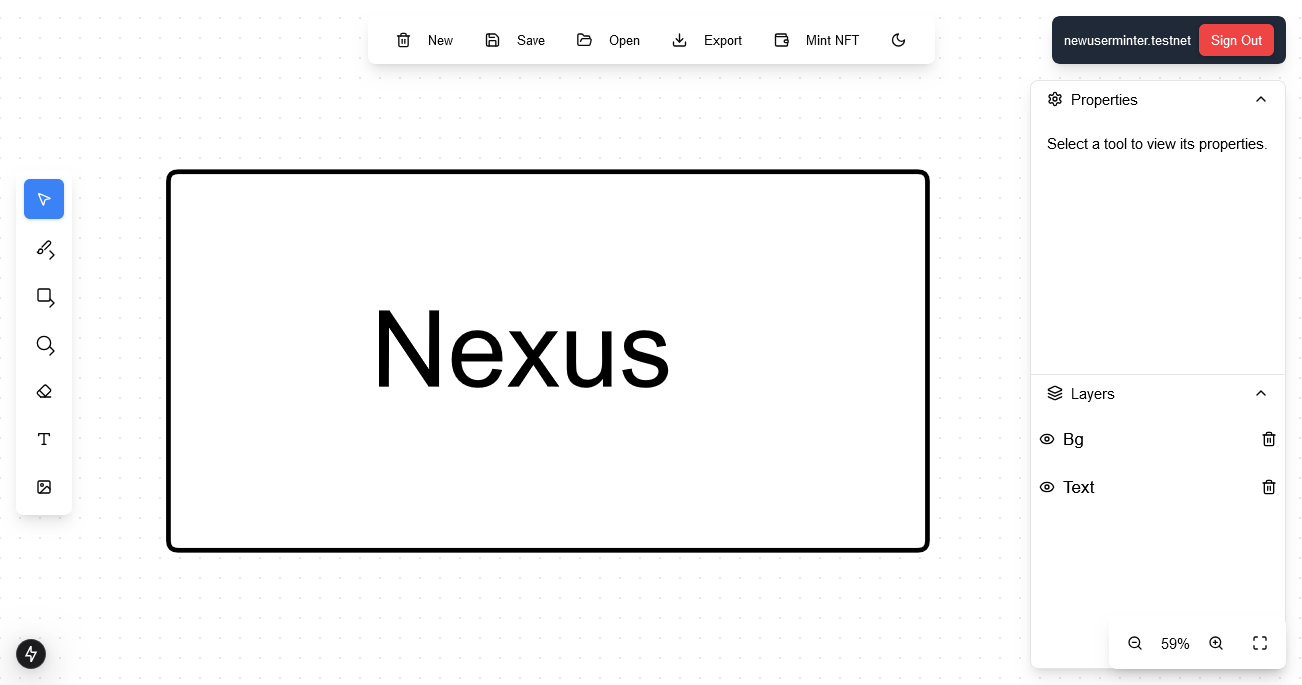 New Save Open Export Mint NFT
newuserminter.testnet Sign Out
Properties
Select a tool to view its properties.
Nexus
Layers
Bg
Text
59%